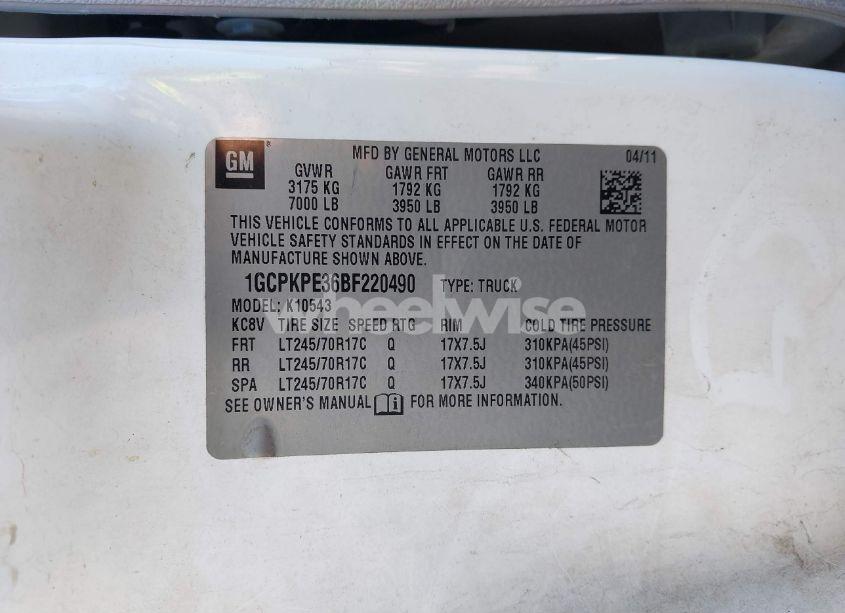 GM ®
MFD BY GENERAL MOTORS LLC 04/11
GVWR GAWR FRT GAWR RR
3175 KG 1792 KG 1792 KG
7000 LB 3950 LB 3950 LB
THIS VEHICLE CONFORMS TO ALL APPLICABLE U.S. FEDERAL MOTOR
VEHICLE SAFETY STANDARDS IN EFFECT ON THE DATE OF
MANUFACTURE SHOWN ABOVE.
1GCPKPE36BF220490 TYPE: TRUCK
wheelwise
MODEL: K10543
KC8V TIRE SIZE SPEED RTG RIM COLD TIRE PRESSURE
FRT LT245/70R17C Q 17X7.5J 310KPA(45PSI)
RR LT245/70R17C Q 17X7.5J 310KPA(45PSI)
SPA LT245/70R17C Q 17X7.5J 340KPA(50PSI)
SEE OWNER'S MANUAL i FOR MORE INFORMATION.